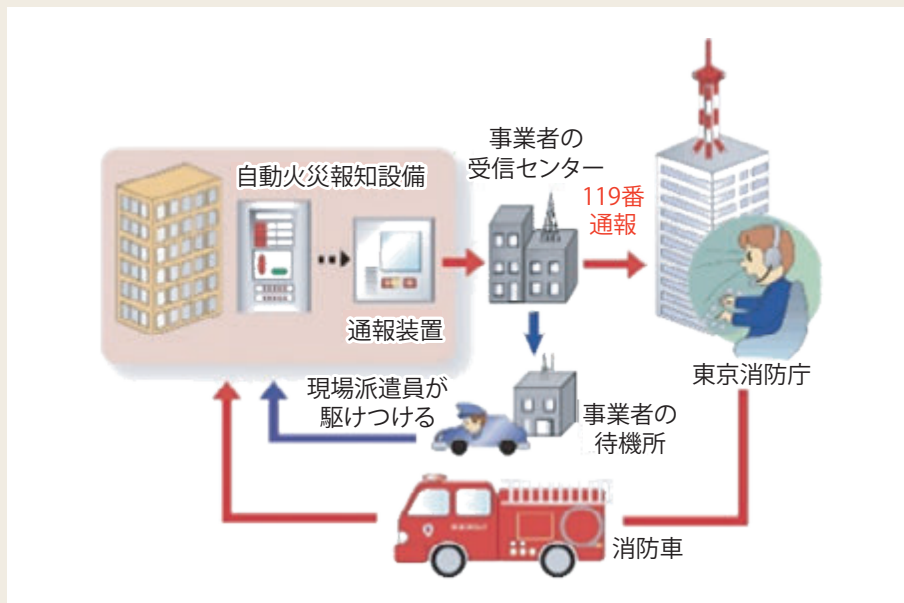 事業者の
受信センター
自動火災報知設備
119番
通報
通報装置
東京消防庁
現場派遣員が
駆けつける
事業者の
待機所
消防車